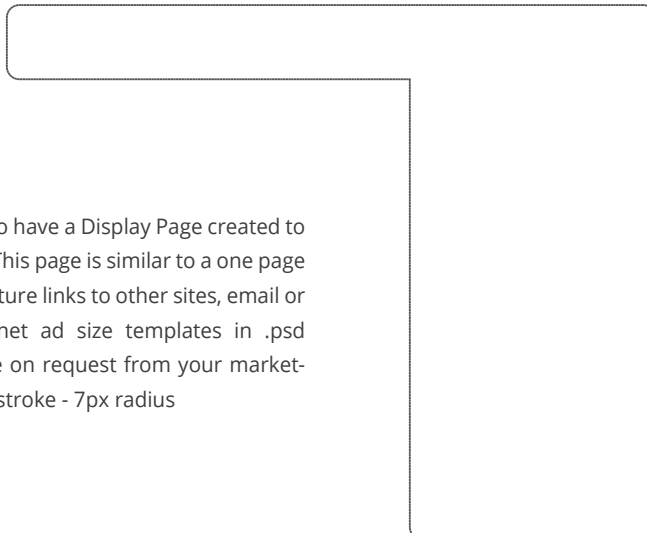 o have a Display Page created to
This page is similar to a one page
ture links to other sites, email or
net ad size templates in .psd
e on request from your market-
stroke - 7px radius